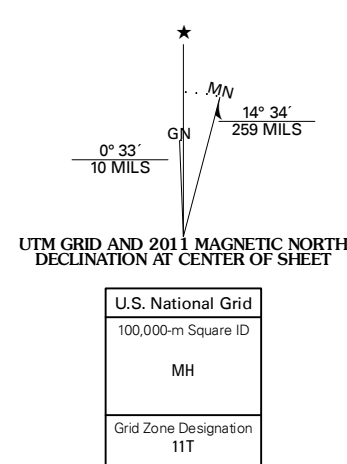 ★
MN
14° 34´
259 MILS
GN
0° 33´
10 MILS
UTM GRID AND 2011 MAGNETIC NORTH
DECLINATION AT CENTER OF SHEET
U.S. National Grid
100,000-m Square ID
MH
Grid Zone Designation
11T